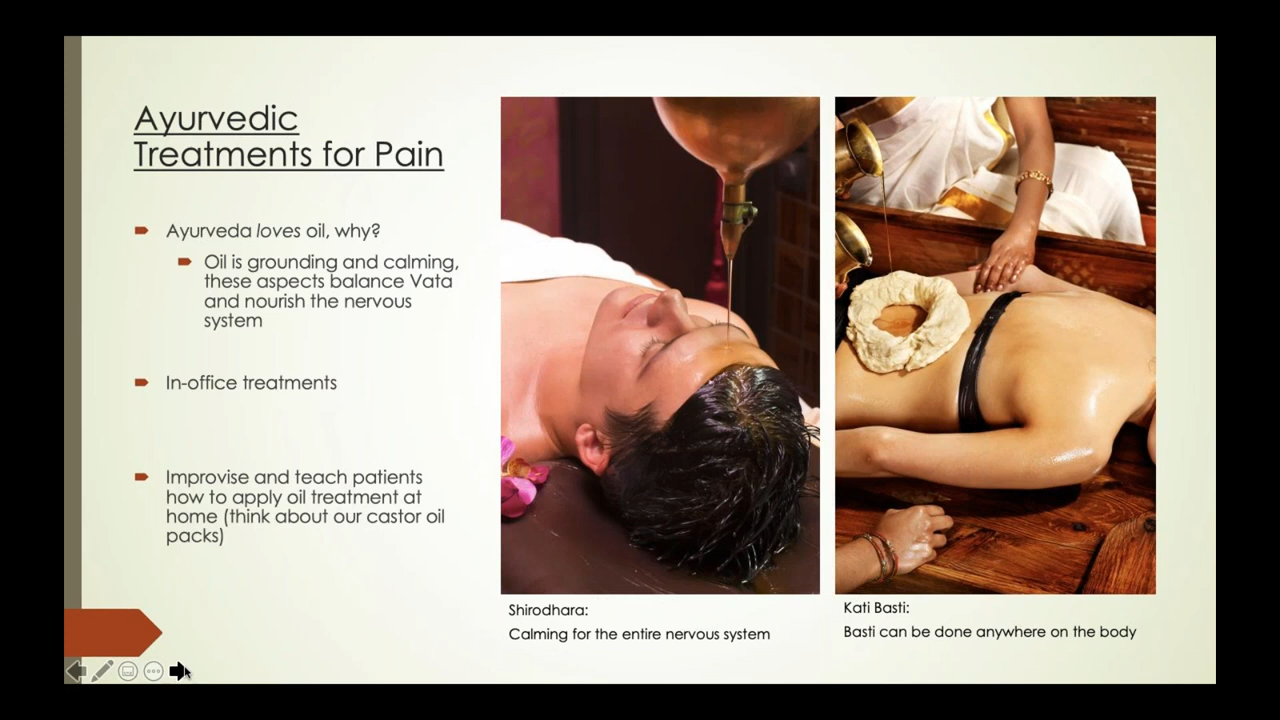 Ayurvedic
Treatments for Pain
Ayurveda loves oil, why?
Oil is grounding and calming,
these aspects balance Vata
and nourish the nervous
system
In-office treatments
Improvise and teach patients
how to apply oil treatment at
home (think about our castor oil
packs)
Shirodhara:
Calming for the entire nervous system
Kati Basti:
Basti can be done anywhere on the body